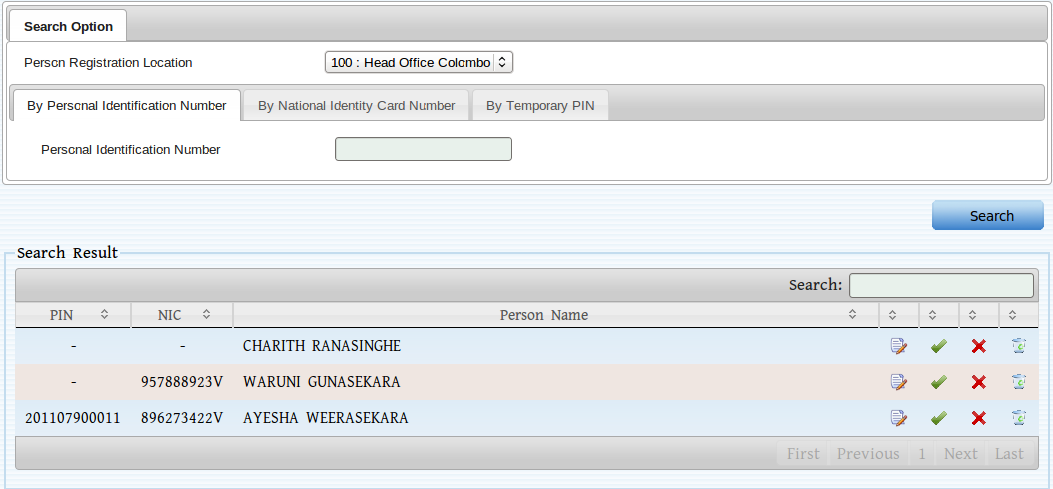 Search Option
Person Registration Location 100 : Head Office Colombo
By Personal Identification Number By National Identity Card Number By Temporary PIN
Personal Identification Number
Search
Search Result
Search:
PIN NIC Person Name
- - CHARITH RANASINGHE
- 957888923V WARUNI GUNASEKARA
201107900011 896273422V AYESHA WEERASEKARA
First Previous 1 Next Last